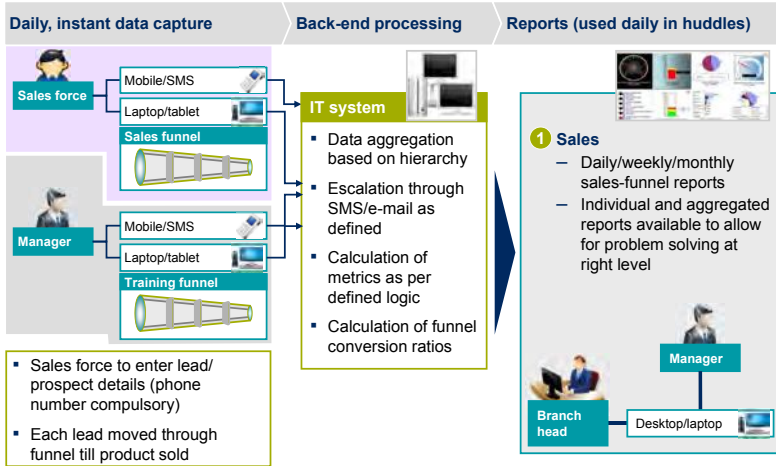 Daily, instant data capture
Back-end processing
Reports (used daily in huddles)
Sales force
Mobile/SMS
Laptop/tablet
Sales funnel
Manager
Mobile/SMS
Laptop/tablet
Training funnel
▪ Sales force to enter lead/
prospect details (phone
number compulsory)
▪ Each lead moved through
funnel till product sold
IT system
▪ Data aggregation
based on hierarchy
▪ Escalation through
SMS/e-mail as
defined
▪ Calculation of
metrics as per
defined logic
▪ Calculation of funnel
conversion ratios
1 Sales
– Daily/weekly/monthly
sales-funnel reports
– Individual and aggregated
reports available to allow
for problem solving at
right level
Manager
Branch
head
Desktop/laptop